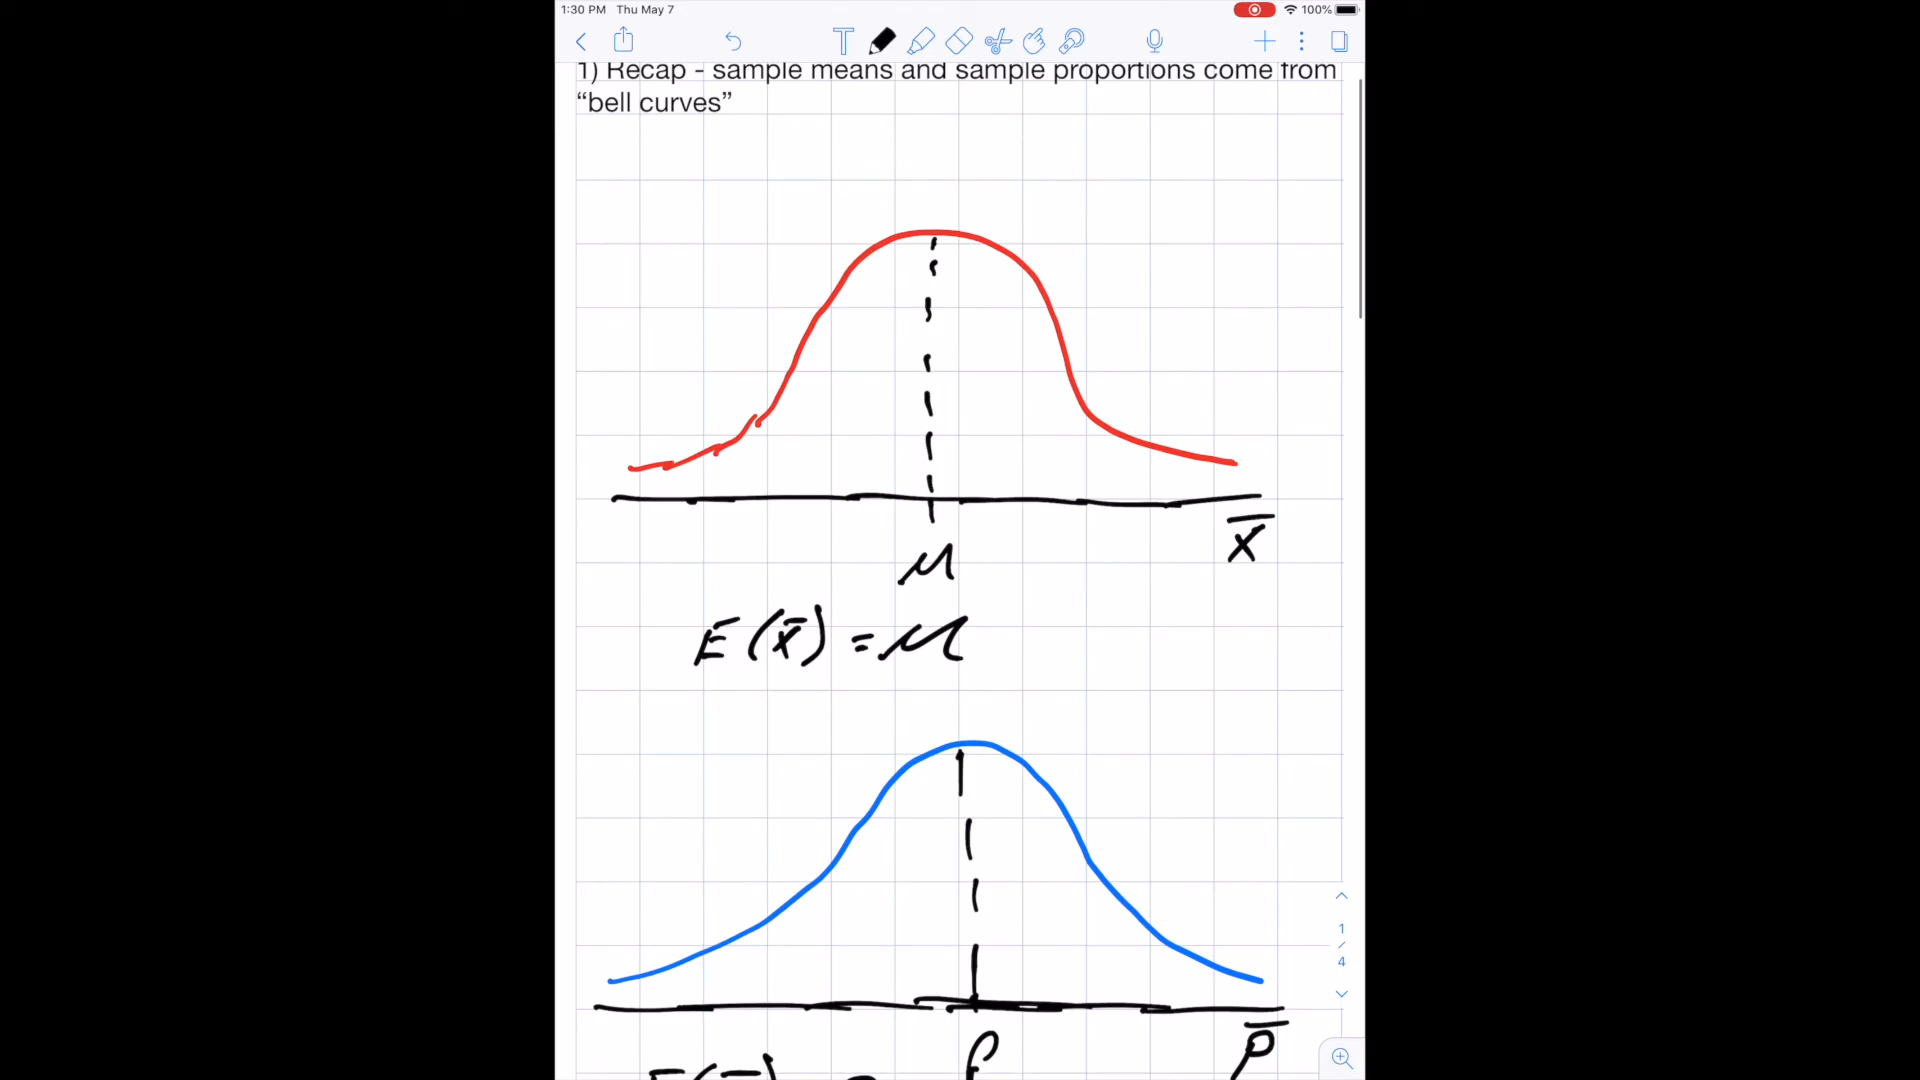 1:30 PM Thu May 7 100%
T
1) Recap - sample means and sample proportions come from
“bell curves”
μ
x̄
E(x̄) = μ
1
/
4
p
p̄